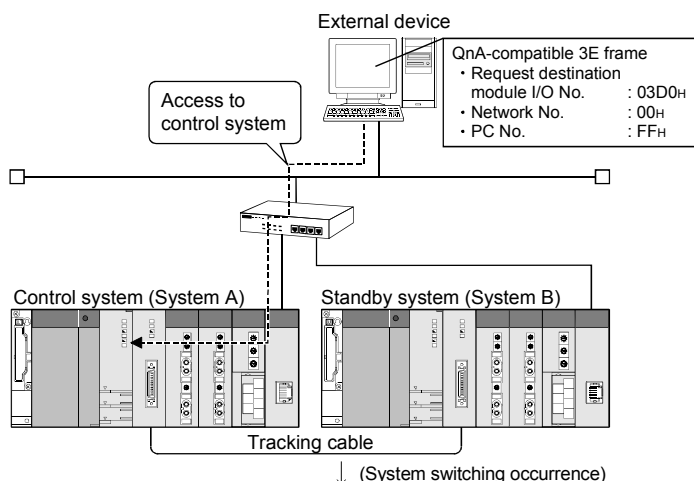 External device
QnA-compatible 3E frame
・Request destination
module I/O No. : 03D0H
・Network No. : 00H
・PC No. : FFH
Access to
control system
Control system (System A)
Standby system (System B)
Tracking cable
(System switching occurrence)